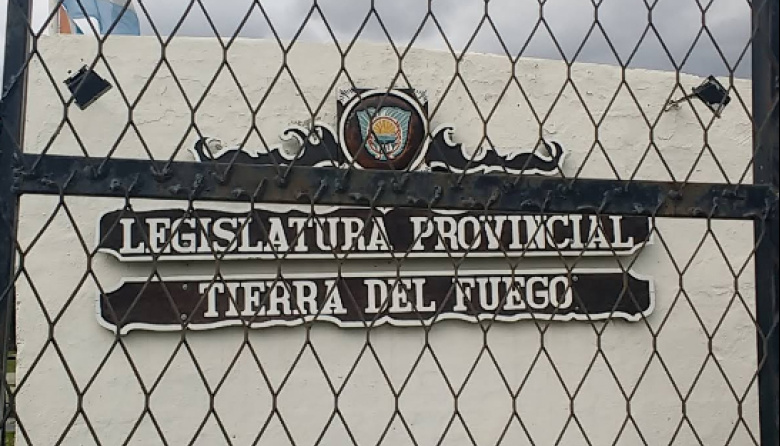 LEGISLATURA PROVINCIAL
TIERRA DEL FUEGO